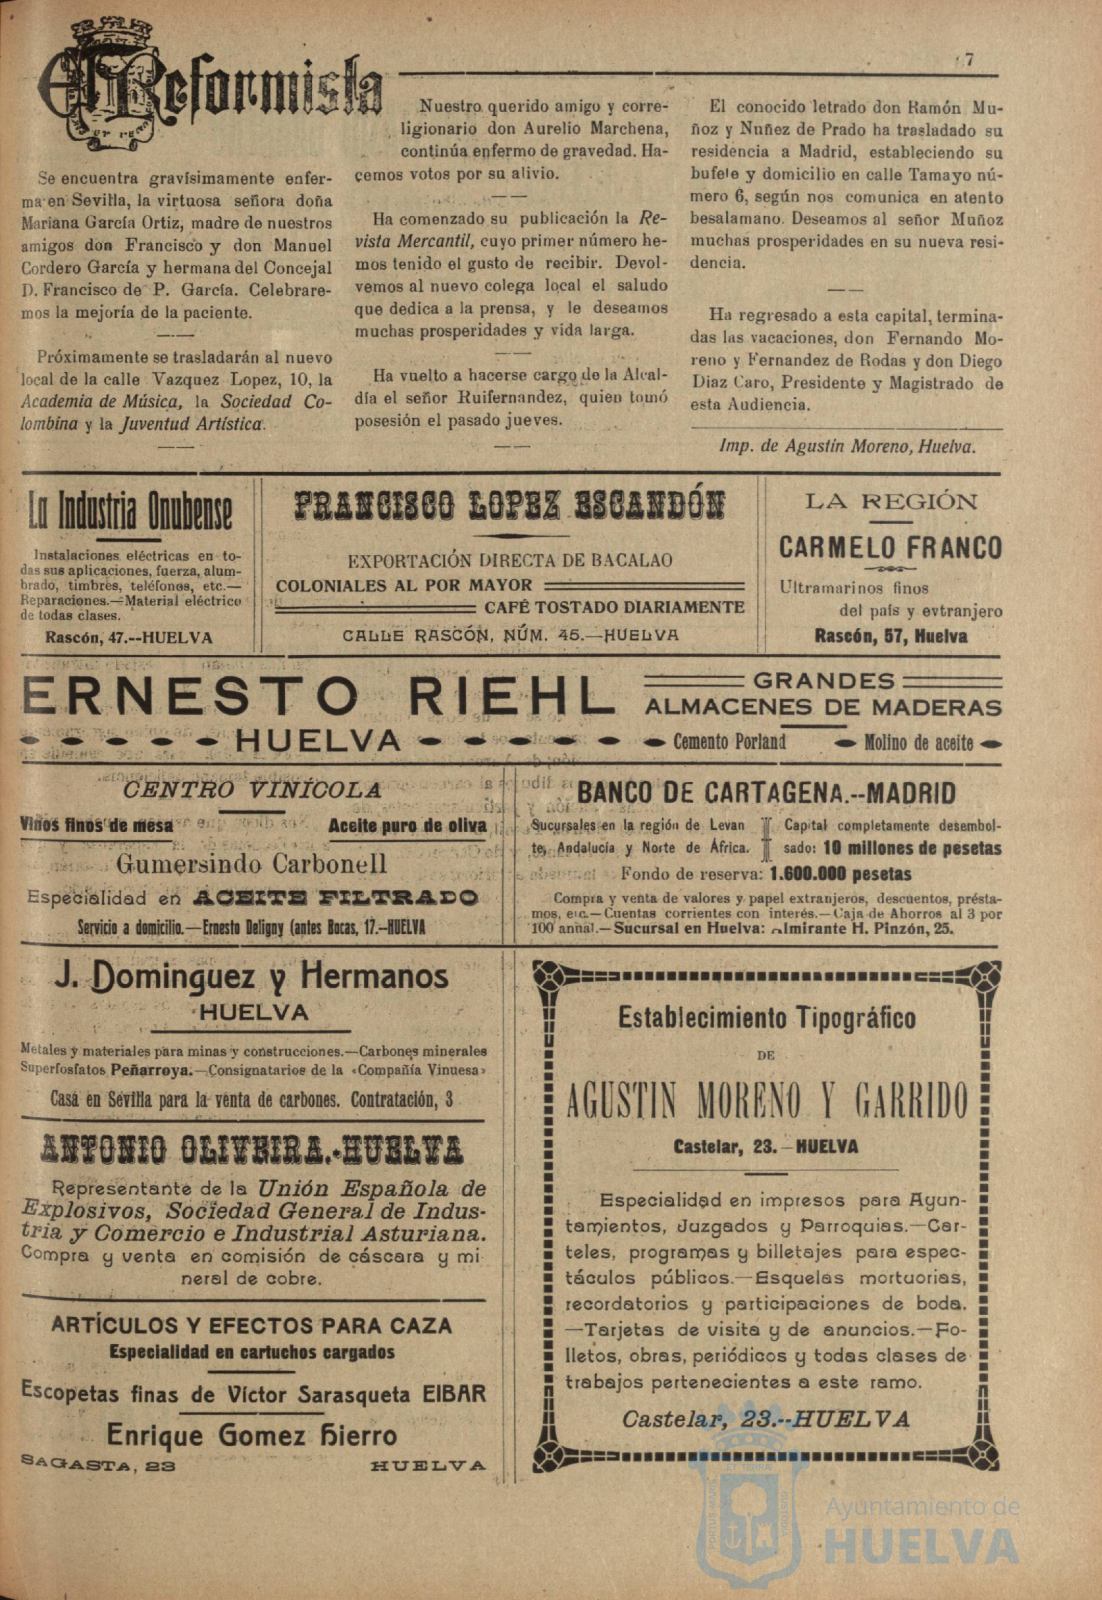 El Reformista
7
Se encuentra gravísimamente enfer-
ma en Sevilla, la virtuosa señora doña
Mariana García Ortiz, madre de nuestros
amigos don Francisco y don Manuel
Cordero García y hermana del Concejal
D. Francisco de P. García. Celebrare-
mos la mejoría de la paciente.
Próximamente se trasladarán al nuevo
local de la calle Vazquez Lopez, 10, la
Academia de Música, la Sociedad Co-
lombina y la Juventud Artística.
Nuestro querido amigo y corre-
ligionario don Aurelio Marchena,
continúa enfermo de gravedad. Ha-
cemos votos por su alivio.
Ha comenzado su publicación la Re-
vista Mercantil, cuyo primer número he-
mos tenido el gusto de recibir. Devol-
vemos al nuevo colega local el saludo
que dedica a la prensa, y le deseamos
muchas prosperidades y vida larga.
Ha vuelto a hacerse cargo de la Alcal-
día el señor Ruifernandez, quien tomó
posesión el pasado jueves.
El conocido letrado don Ramón Mu-
ñoz y Nuñez de Prado ha trasladado su
residencia a Madrid, estableciendo su
bufete y domicilio en calle Tamayo nú-
mero 6, según nos comunica en atento
besalamano. Deseamos al señor Muñoz
muchas prosperidades en su nueva resi-
dencia.
Ha regresado a esta capital, termina-
das las vacaciones, don Fernando Mo-
reno y Fernandez de Rodas y don Diego
Diaz Caro, Presidente y Magistrado de
esta Audiencia.
Imp. de Agustín Moreno, Huelva.
La Industria Onubense
Instalaciones eléctricas en to-
das sus aplicaciones, fuerza, alum-
brado, timbres, teléfonos, etc.—
Reparaciones.—Material eléctrico
de todas clases.
Rascón, 47.--HUELVA
FRANCISCO LOPEZ ESCANDÓN
EXPORTACIÓN DIRECTA DE BACALAO
COLONIALES AL POR MAYOR
CAFÉ TOSTADO DIARIAMENTE
CALLE RASCÓN, NÚM. 45.—HUELVA
LA REGIÓN
CARMELO FRANCO
Ultramarinos finos
del país y evtranjero
Rascón, 57, Huelva
ERNESTO RIEHL
HUELVA
GRANDES
ALMACENES DE MADERAS
Cemento Porland Molino de aceite
CENTRO VINÍCOLA
Vinos finos de mesa Aceite puro de oliva
Gumersindo Carbonell
Especialidad en ACEITE FILTRADO
Servicio a domicilio.—Ernesto Deligny (antes Bocas, 17.--HUELVA
BANCO DE CARTAGENA.--MADRID
Sucursales en la región de Levan
te, Andalucía y Norte de África.
Capital completamente desembol-
sado: 10 millones de pesetas
Fondo de reserva: 1.600.000 pesetas
Compra y venta de valores y papel extranjeros, descuentos, présta-
mos, etc.—Cuentas corrientes con interés.—Caja de Ahorros al 3 por
100 annal.—Sucursal en Huelva: Almirante H. Pinzón, 25.
J. Dominguez y Hermanos
HUELVA
Metales y materiales para minas y construcciones.—Carbones minerales
Superfosfatos Peñarroya.—Consignatarios de la «Compañía Vinuesa»
Casa en Sevilla para la venta de carbones. Contratación, 3
ANTONIO OLIVEIRA.-HUELVA
Representante de la Unión Española de
Explosivos, Sociedad General de Indus-
tria y Comercio e Industrial Asturiana.
Compra y venta en comisión de cáscara y mi
neral de cobre.
ARTÍCULOS Y EFECTOS PARA CAZA
Especialidad en cartuchos cargados
Escopetas finas de Víctor Sarasqueta EIBAR
Enrique Gomez Hierro
SAGASTA, 23 HUELVA
Establecimiento Tipográfico
DE
AGUSTIN MORENO Y GARRIDO
Castelar, 23.—HUELVA
Especialidad en impresos para Ayun-
tamientos, Juzgados y Parroquias.—Car-
teles, programas y billetajes para espec-
táculos públicos.—Esquelas mortuorias,
recordatorios y participaciones de boda.
—Tarjetas de visita y de anuncios.—Fo-
lletos, obras, periódicos y todas clases de
trabajos pertenecientes a este ramo.
Castelar, 23.--HUELVA
Ayuntamiento de
HUELVA